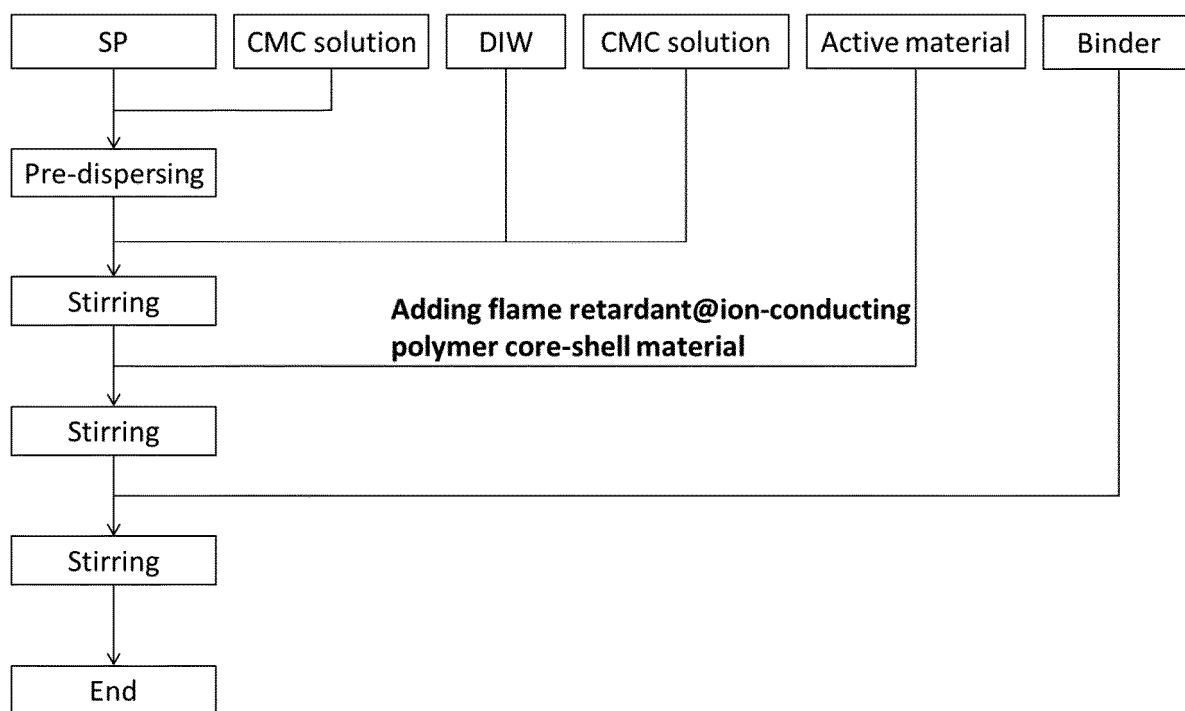 SP
CMC solution
DIW
CMC solution
Active material
Binder
Pre-dispersing
Stirring
Adding flame retardant@ion-conducting
polymer core-shell material
Stirring
Stirring
End